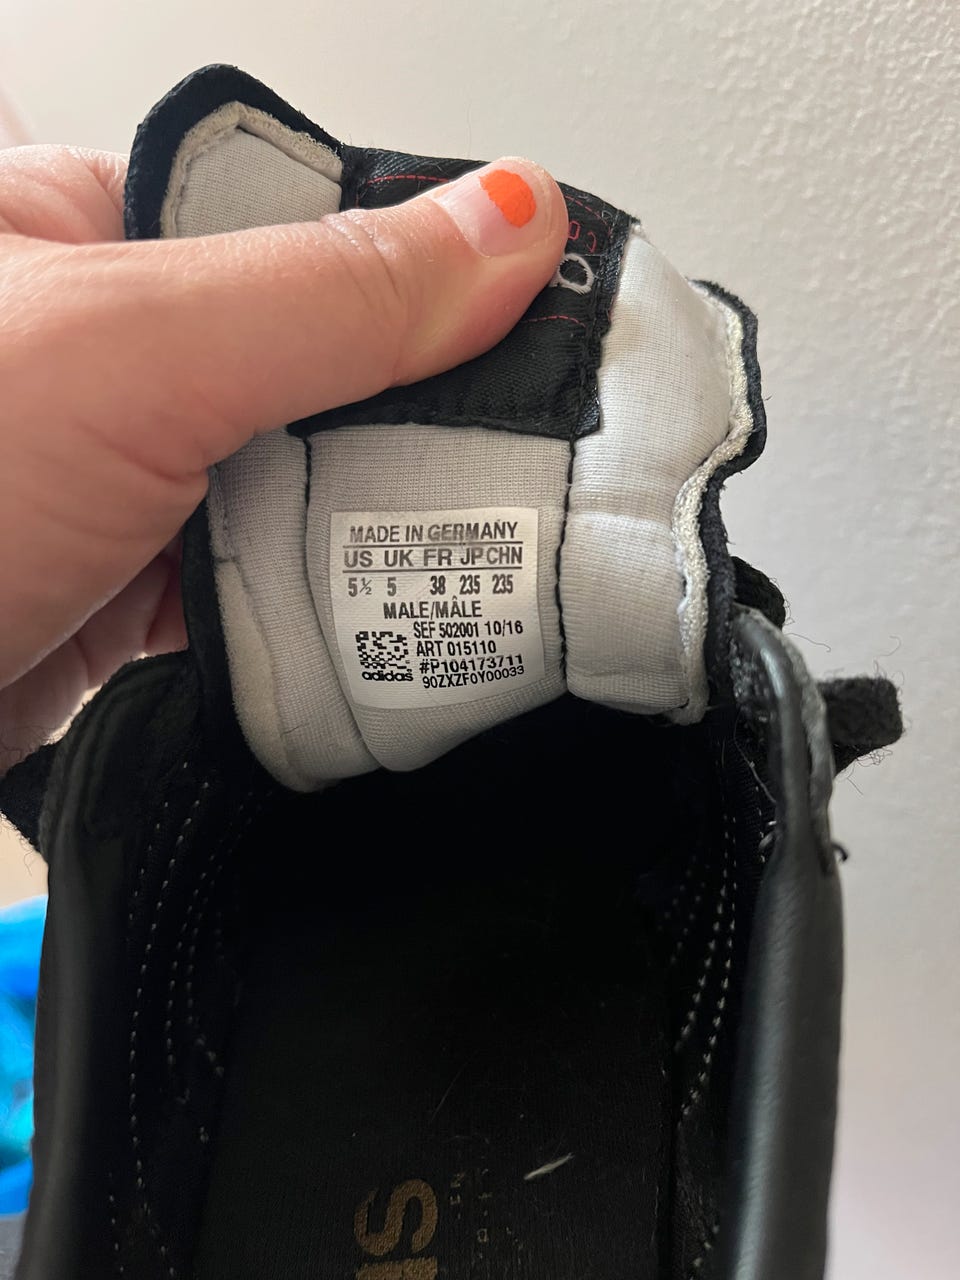 MADE IN GERMANY
US UK FR JP CHN
5½ 5 38 235 235
MALE/MÂLE
SEF 502001 10/16
ART 015110
#P104173711
adidas
90ZXZF0Y00033